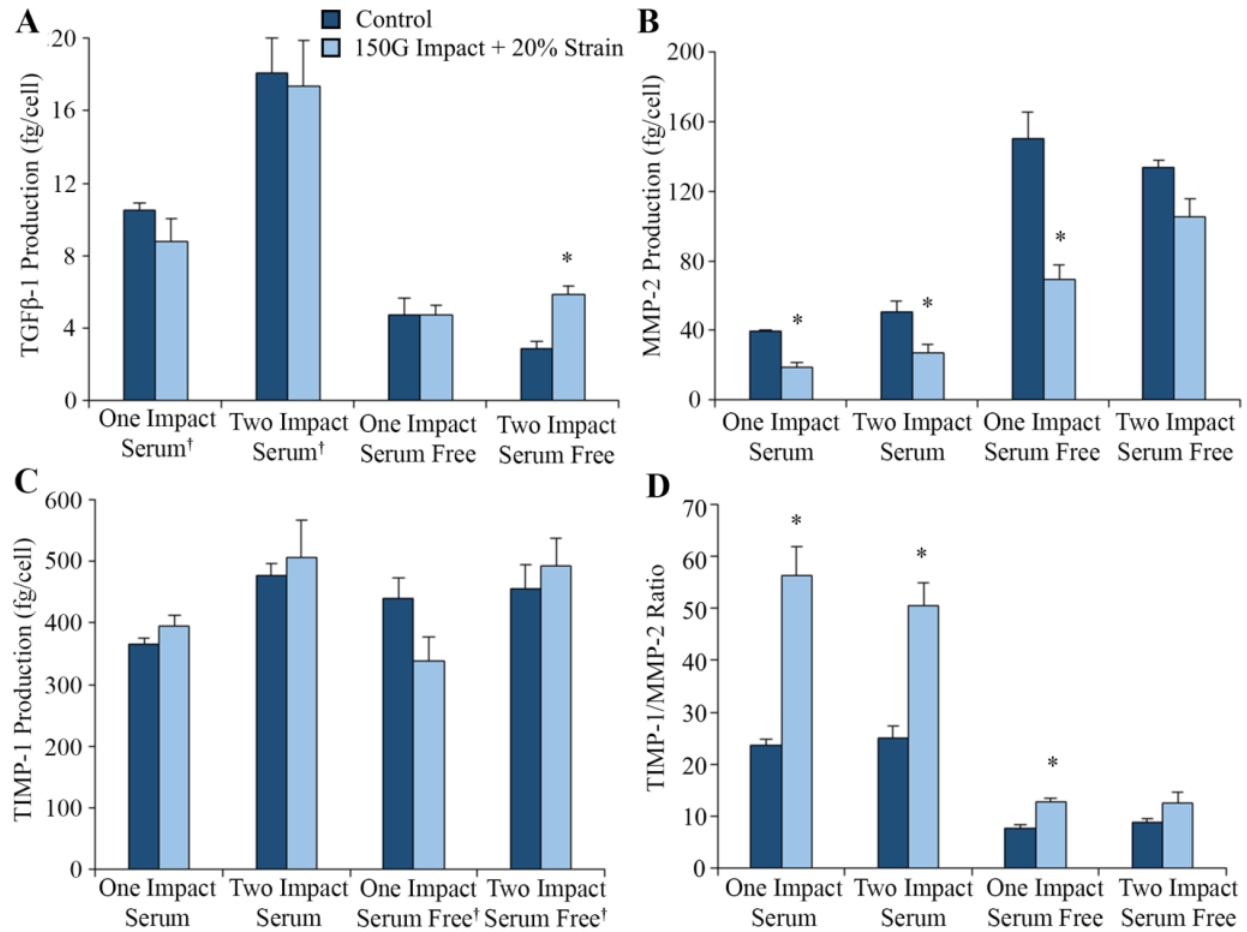 A
Control
150G Impact + 20% Strain
TGFβ-1 Production (fg/cell)
20
16
12
8
4
0
*
One Impact Two Impact One Impact Two Impact
Serum† Serum† Serum Free Serum Free
B
MMP-2 Production (fg/cell)
200
160
120
80
40
0
* * *
One Impact Two Impact One Impact Two Impact
Serum Serum Serum Free Serum Free
C
TIMP-1 Production (fg/cell)
600
500
400
300
200
100
0
One Impact Two Impact One Impact Two Impact
Serum Serum Serum Free† Serum Free†
D
TIMP-1/MMP-2 Ratio
70
60
50
40
30
20
10
0
* * *
One Impact Two Impact One Impact Two Impact
Serum Serum Serum Free Serum Free